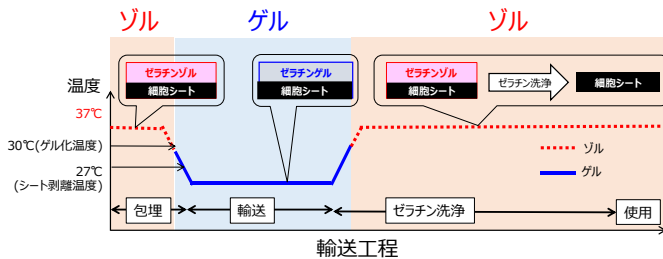 ゾル
ゲル
ゾル
ゼラチンゾル
細胞シート
ゼラチンゲル
細胞シート
ゼラチンゾル
細胞シート
ゼラチン洗浄
細胞シート
温度
37℃
30℃(ゲル化温度)
27℃
(シート剥離温度)
ゾル
ゲル
包埋
輸送
ゼラチン洗浄
使用
輸送工程